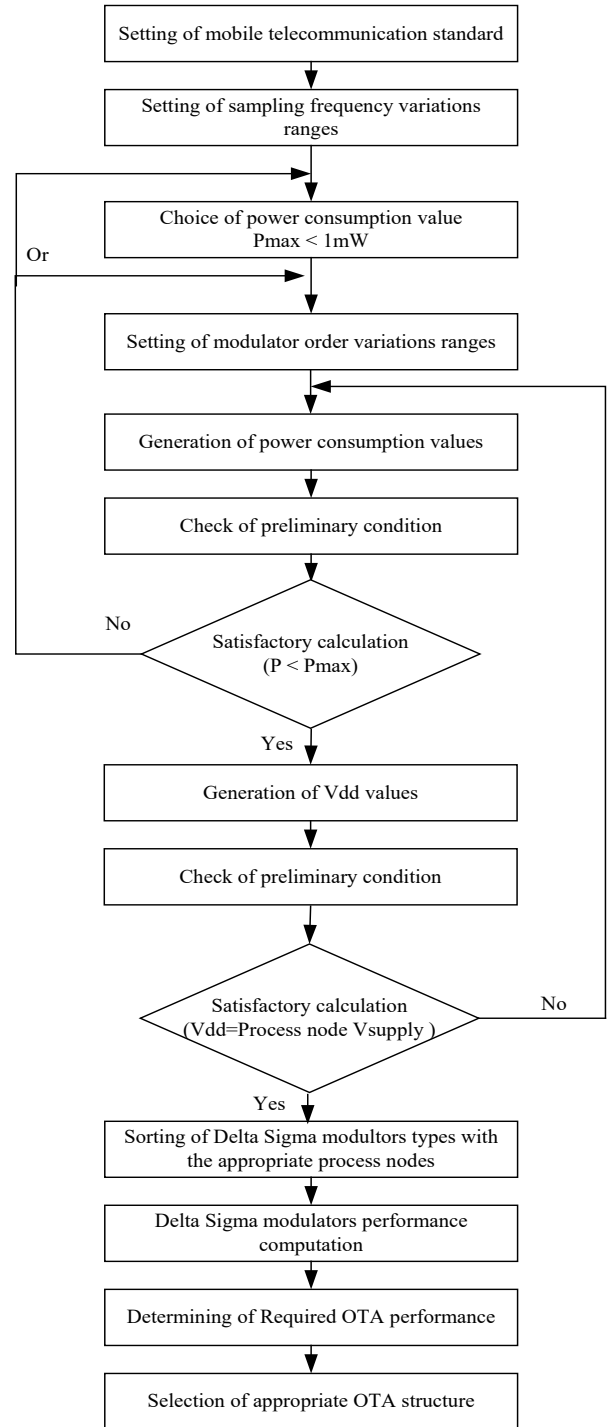 Setting of mobile telecommunication standard
Setting of sampling frequency variations
ranges
Choice of power consumption value
Pmax < 1mW
Or
Setting of modulator order variations ranges
Generation of power consumption values
Check of preliminary condition
No
Satisfactory calculation
(P < Pmax)
Yes
Generation of Vdd values
Check of preliminary condition
Satisfactory calculation
(Vdd=Process node Vsupply )
No
Yes
Sorting of Delta Sigma modultors types with
the appropriate process nodes
Delta Sigma modulators performance
computation
Determining of Required OTA performance
Selection of appropriate OTA structure